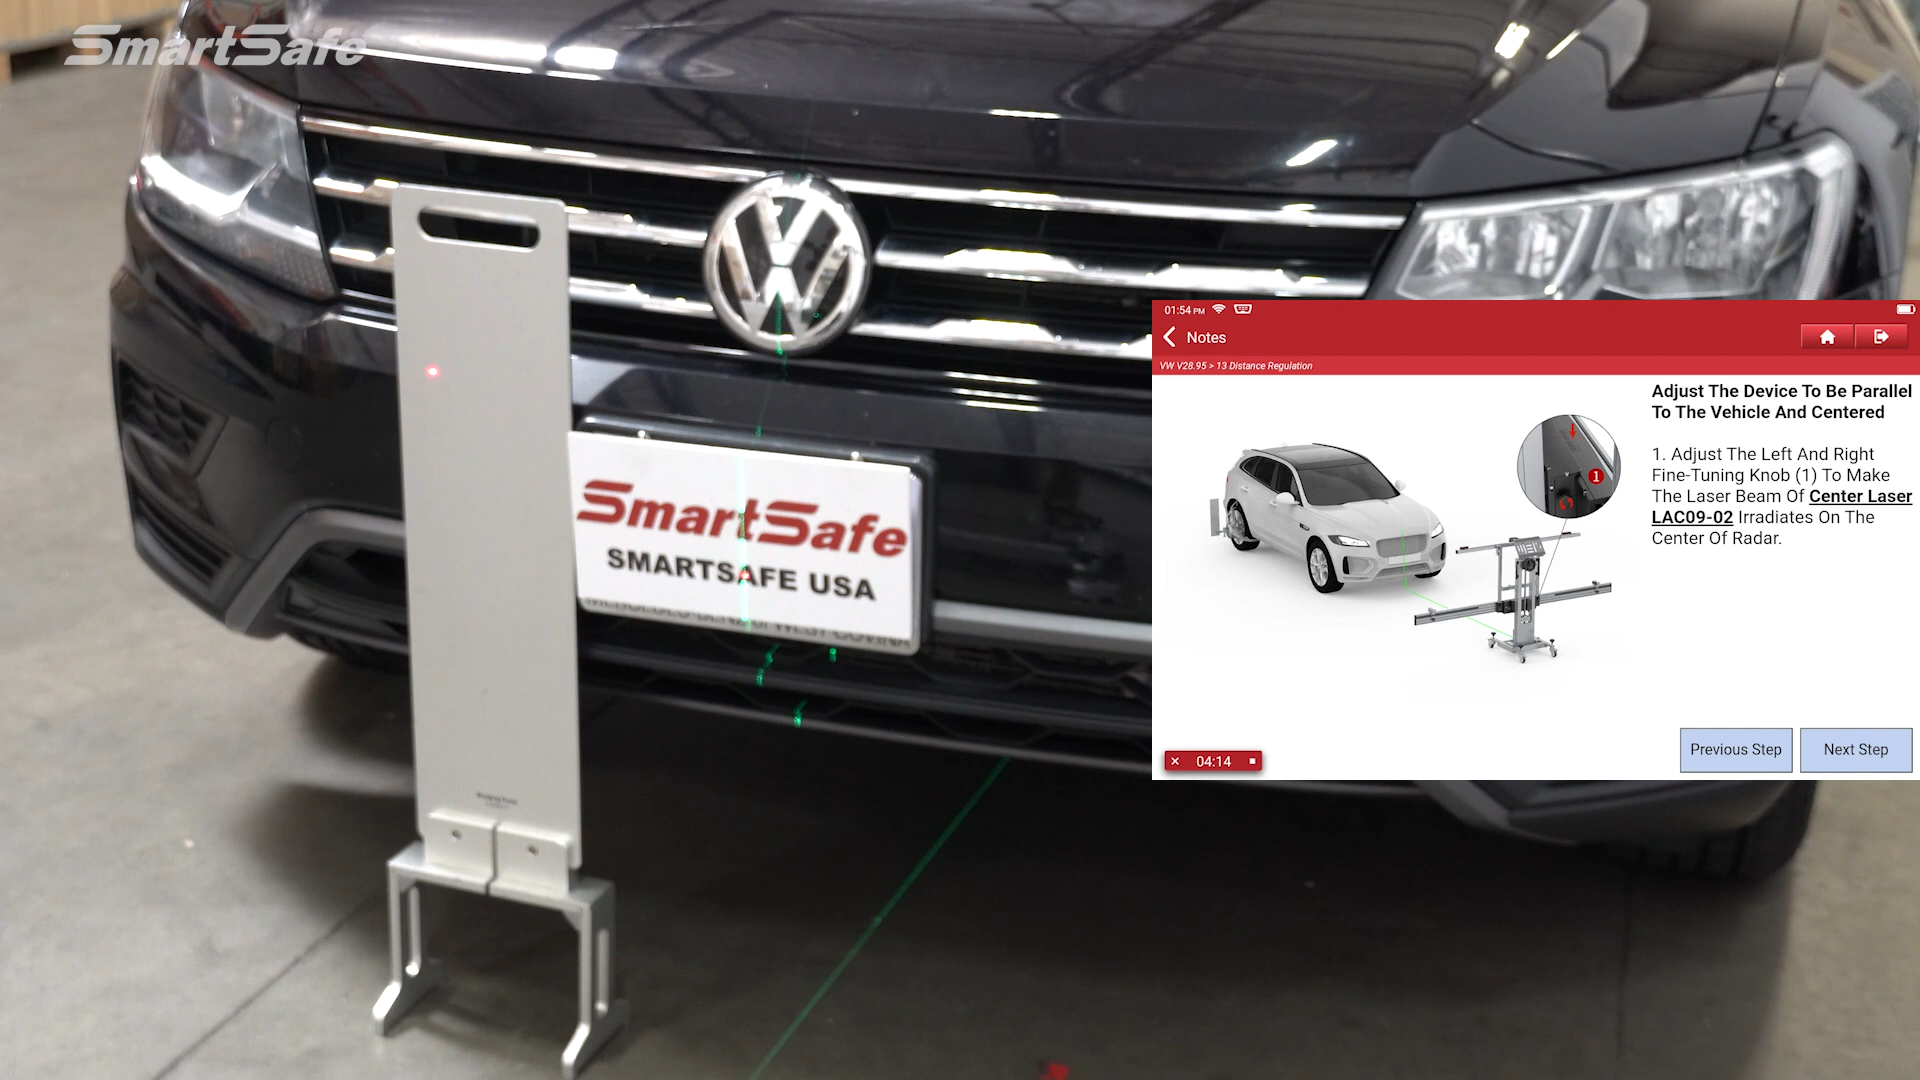 SmartSafe
01:54 PM
Notes
VW V28.95 > 13 Distance Regulation
Adjust The Device To Be Parallel
To The Vehicle And Centered
1. Adjust The Left And Right
Fine-Tuning Knob (1) To Make
The Laser Beam Of Center Laser
LAC09-02 Irradiates On The
Center Of Radar.
1
SmartSafe
SMARTSAFE USA
Previous Step
Next Step
04:14